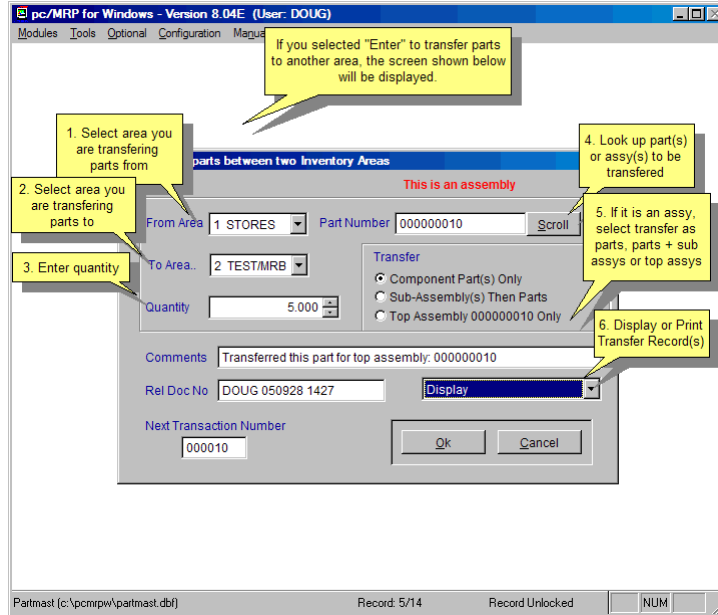 pc/MRP for Windows - Version 8.04E (User: DOUG)
Modules Tools Optional Configuration Manua
If you selected "Enter" to transfer parts
to another area, the screen shown below
will be displayed.
1. Select area you
are transfering
parts from
4. Look up part(s)
or assy(s) to be
transfered
parts between two Inventory Areas
This is an assembly
2. Select area you
are transfering
parts to
From Area 1 STORES Part Number 000000010 Scroll
5. If it is an assy,
select transfer as
parts, parts + sub
assys or top assys
3. Enter quantity
To Area.. 2 TEST/MRB
Transfer
Component Part(s) Only
Sub-Assembly(s) Then Parts
Top Assembly 000000010 Only
Quantity 5.000
6. Display or Print
Transfer Record(s)
Comments Transferred this part for top assembly: 000000010
Rel Doc No DOUG 050928 1427 Display
Next Transaction Number
000010
Ok Cancel
Partmast (c:\pcmrpw\partmast.dbf) Record: 5/14 Record Unlocked NUM